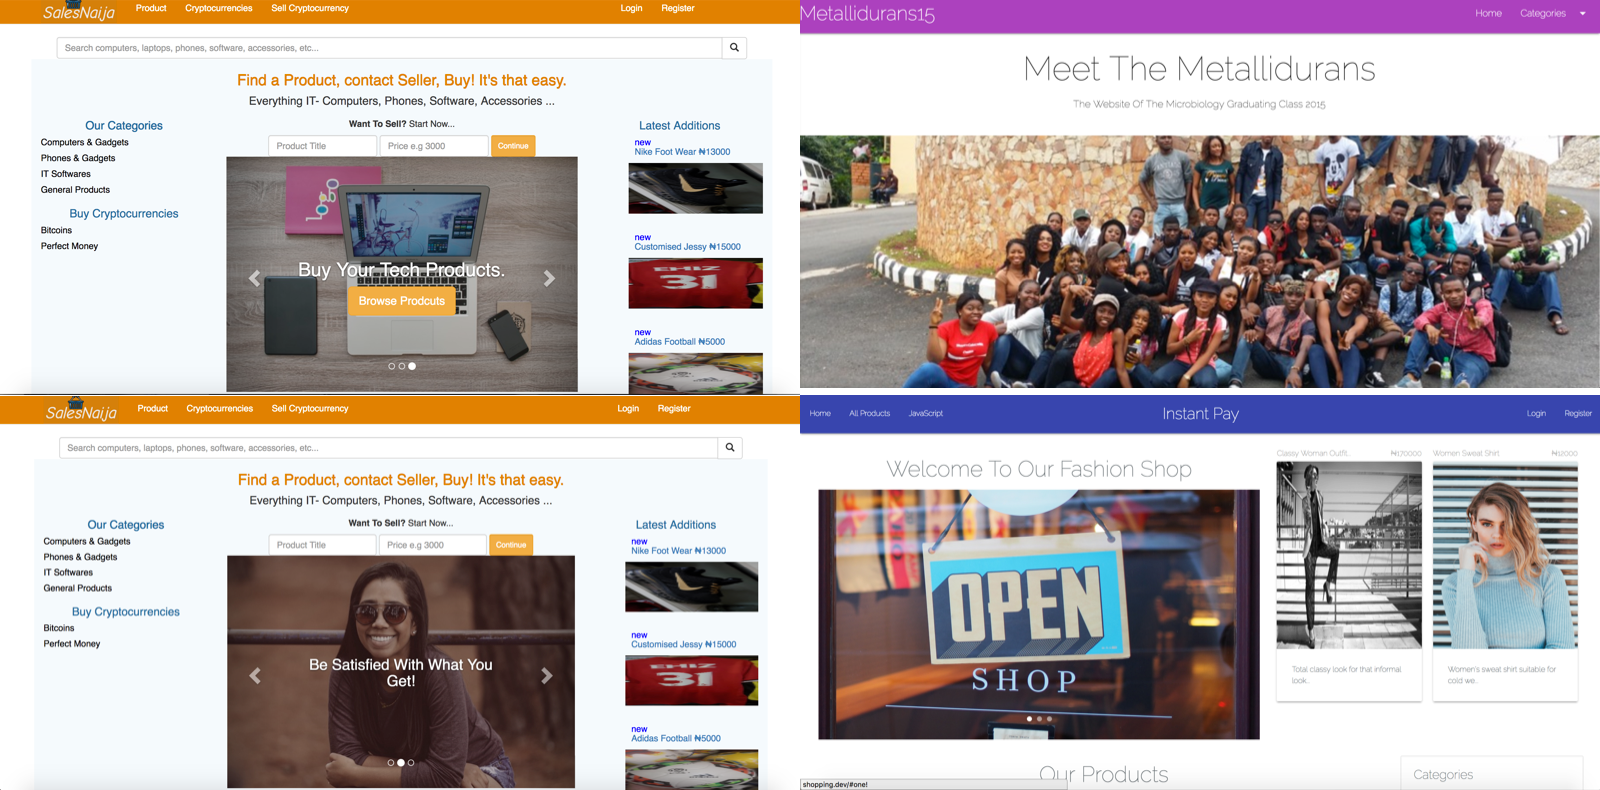 SalesNaija
Product Cryptocurrencies Sell Cryptocurrency Login Register
Search computers, laptops, phones, software, accessories, etc...
Find a Product, contact Seller, Buy! It's that easy.
Everything IT- Computers, Phones, Software, Accessories ...
Our Categories
Computers & Gadgets
Phones & Gadgets
IT Softwares
General Products
Buy Cryptocurrencies
Bitcoins
Perfect Money
Want To Sell? Start Now...
Product Title Price e.g 3000 Continue
Buy Your Tech Products.
Browse Prodcuts
Latest Additions
new
Nike Foot Wear ₦13000
new
Customised Jessy ₦15000
EHIZ
31
new
Adidas Football ₦5000
Metallidurans15
Home Categories
Meet The Metallidurans
The Website Of The Microbiology Graduating Class 2015
SalesNaija
Product Cryptocurrencies Sell Cryptocurrency Login Register
Search computers, laptops, phones, software, accessories, etc...
Find a Product, contact Seller, Buy! It's that easy.
Everything IT- Computers, Phones, Software, Accessories ...
Our Categories
Computers & Gadgets
Phones & Gadgets
IT Softwares
General Products
Buy Cryptocurrencies
Bitcoins
Perfect Money
Want To Sell? Start Now...
Product Title Price e.g 3000 Continue
Be Satisfied With What You
Get!
Latest Additions
new
Nike Foot Wear ₦13000
new
Customised Jessy ₦15000
EHIZ
31
new
Adidas Football ₦5000
Home All Products JavaScript Instant Pay Login Register
Welcome To Our Fashion Shop
OPEN
SHOP
Classy Woman Outfit.. ₦170000
Total classy look for that informal
look..
Women Sweat Shirt ₦12000
Women's sweat shirt suitable for
cold we..
Our Products
Categories
shopping.dev/#one!